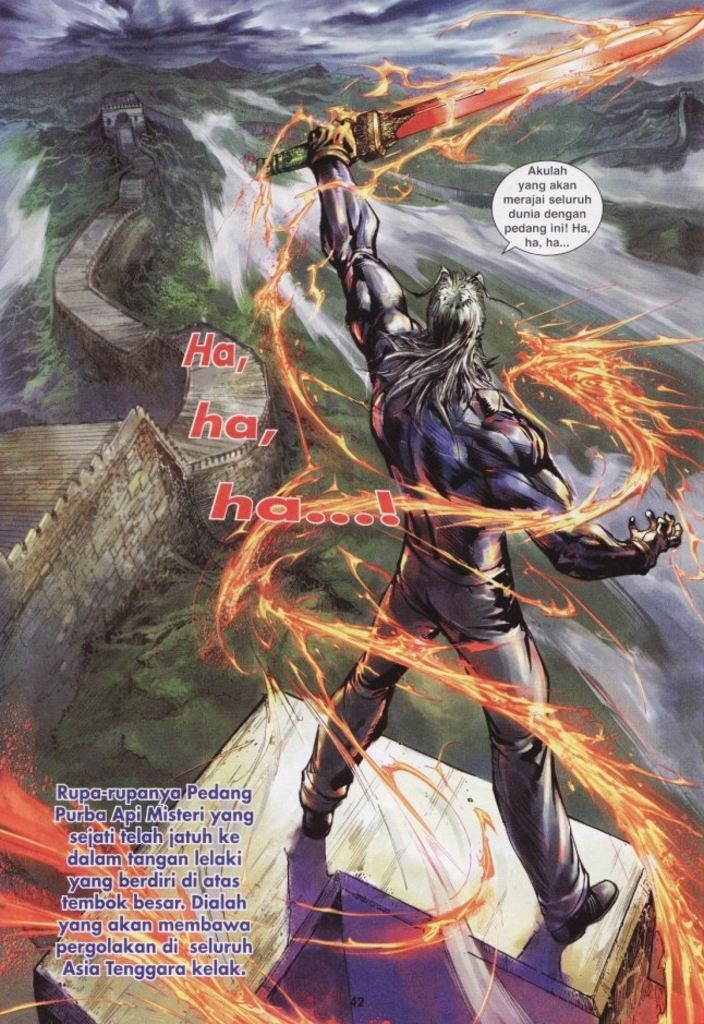 Akulah
yang akan
merajai seluruh
dunia dengan
pedang ini! Ha,
ha, ha...
Ha,
ha,
ha...!
Rupa-rupanya Pedang
Purba Api Misteri yang
sejati telah jatuh ke
dalam tangan lelaki
yang berdiri di atas
tembok besar. Dialah
yang akan membawa
pergolakan di seluruh
Asia Tenggara kelak.
42